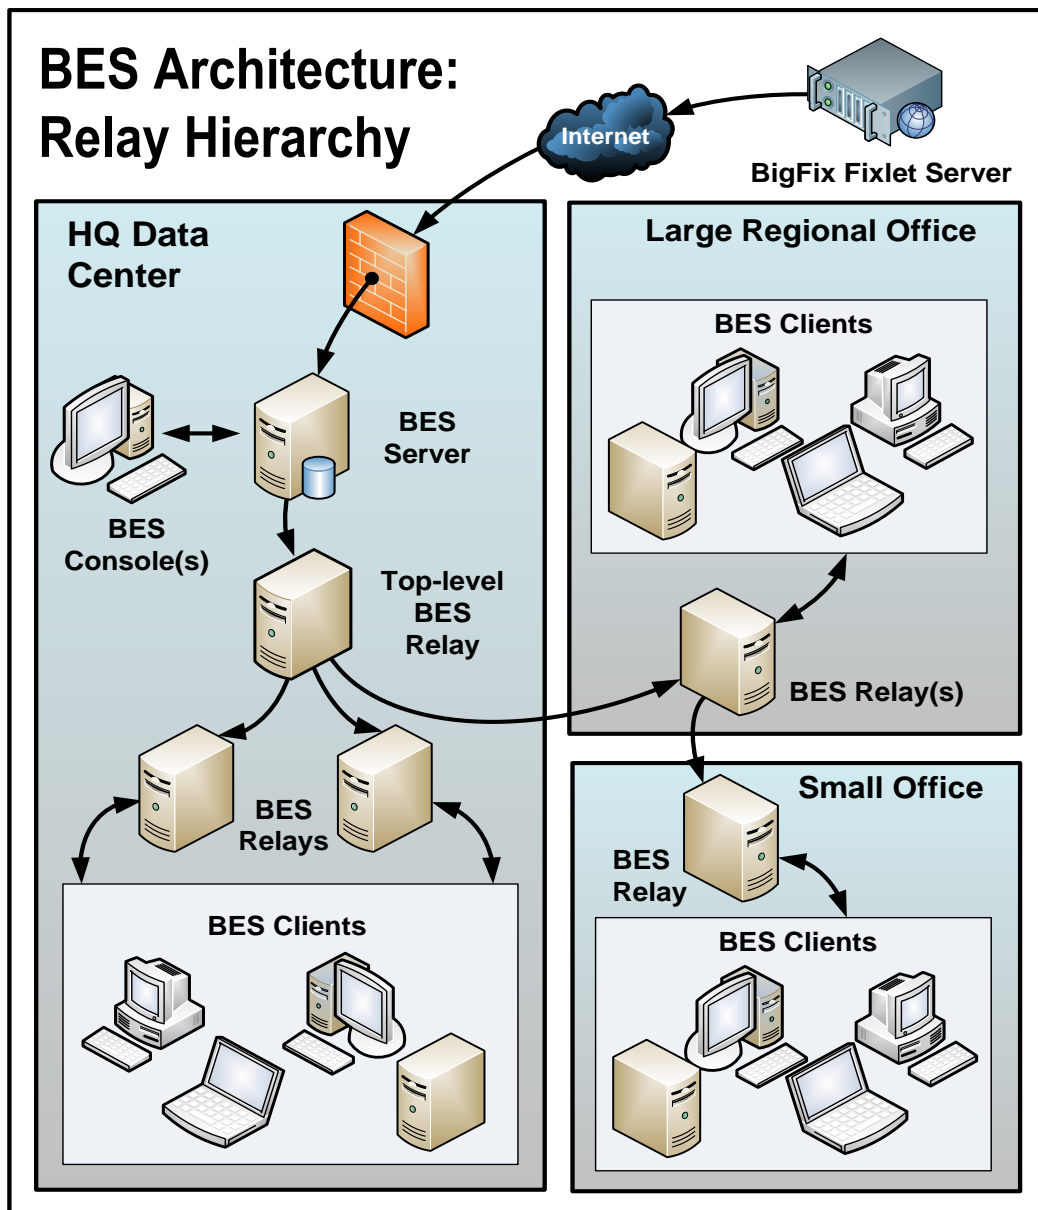 BES Architecture:
Relay Hierarchy
Internet
BigFix Fixlet Server
HQ Data
Center
BES
Server
BES
Console(s)
Top-level
BES
Relay
BES
Relays
BES Clients
Large Regional Office
BES Clients
BES Relay(s)
Small Office
BES
Relay
BES Clients